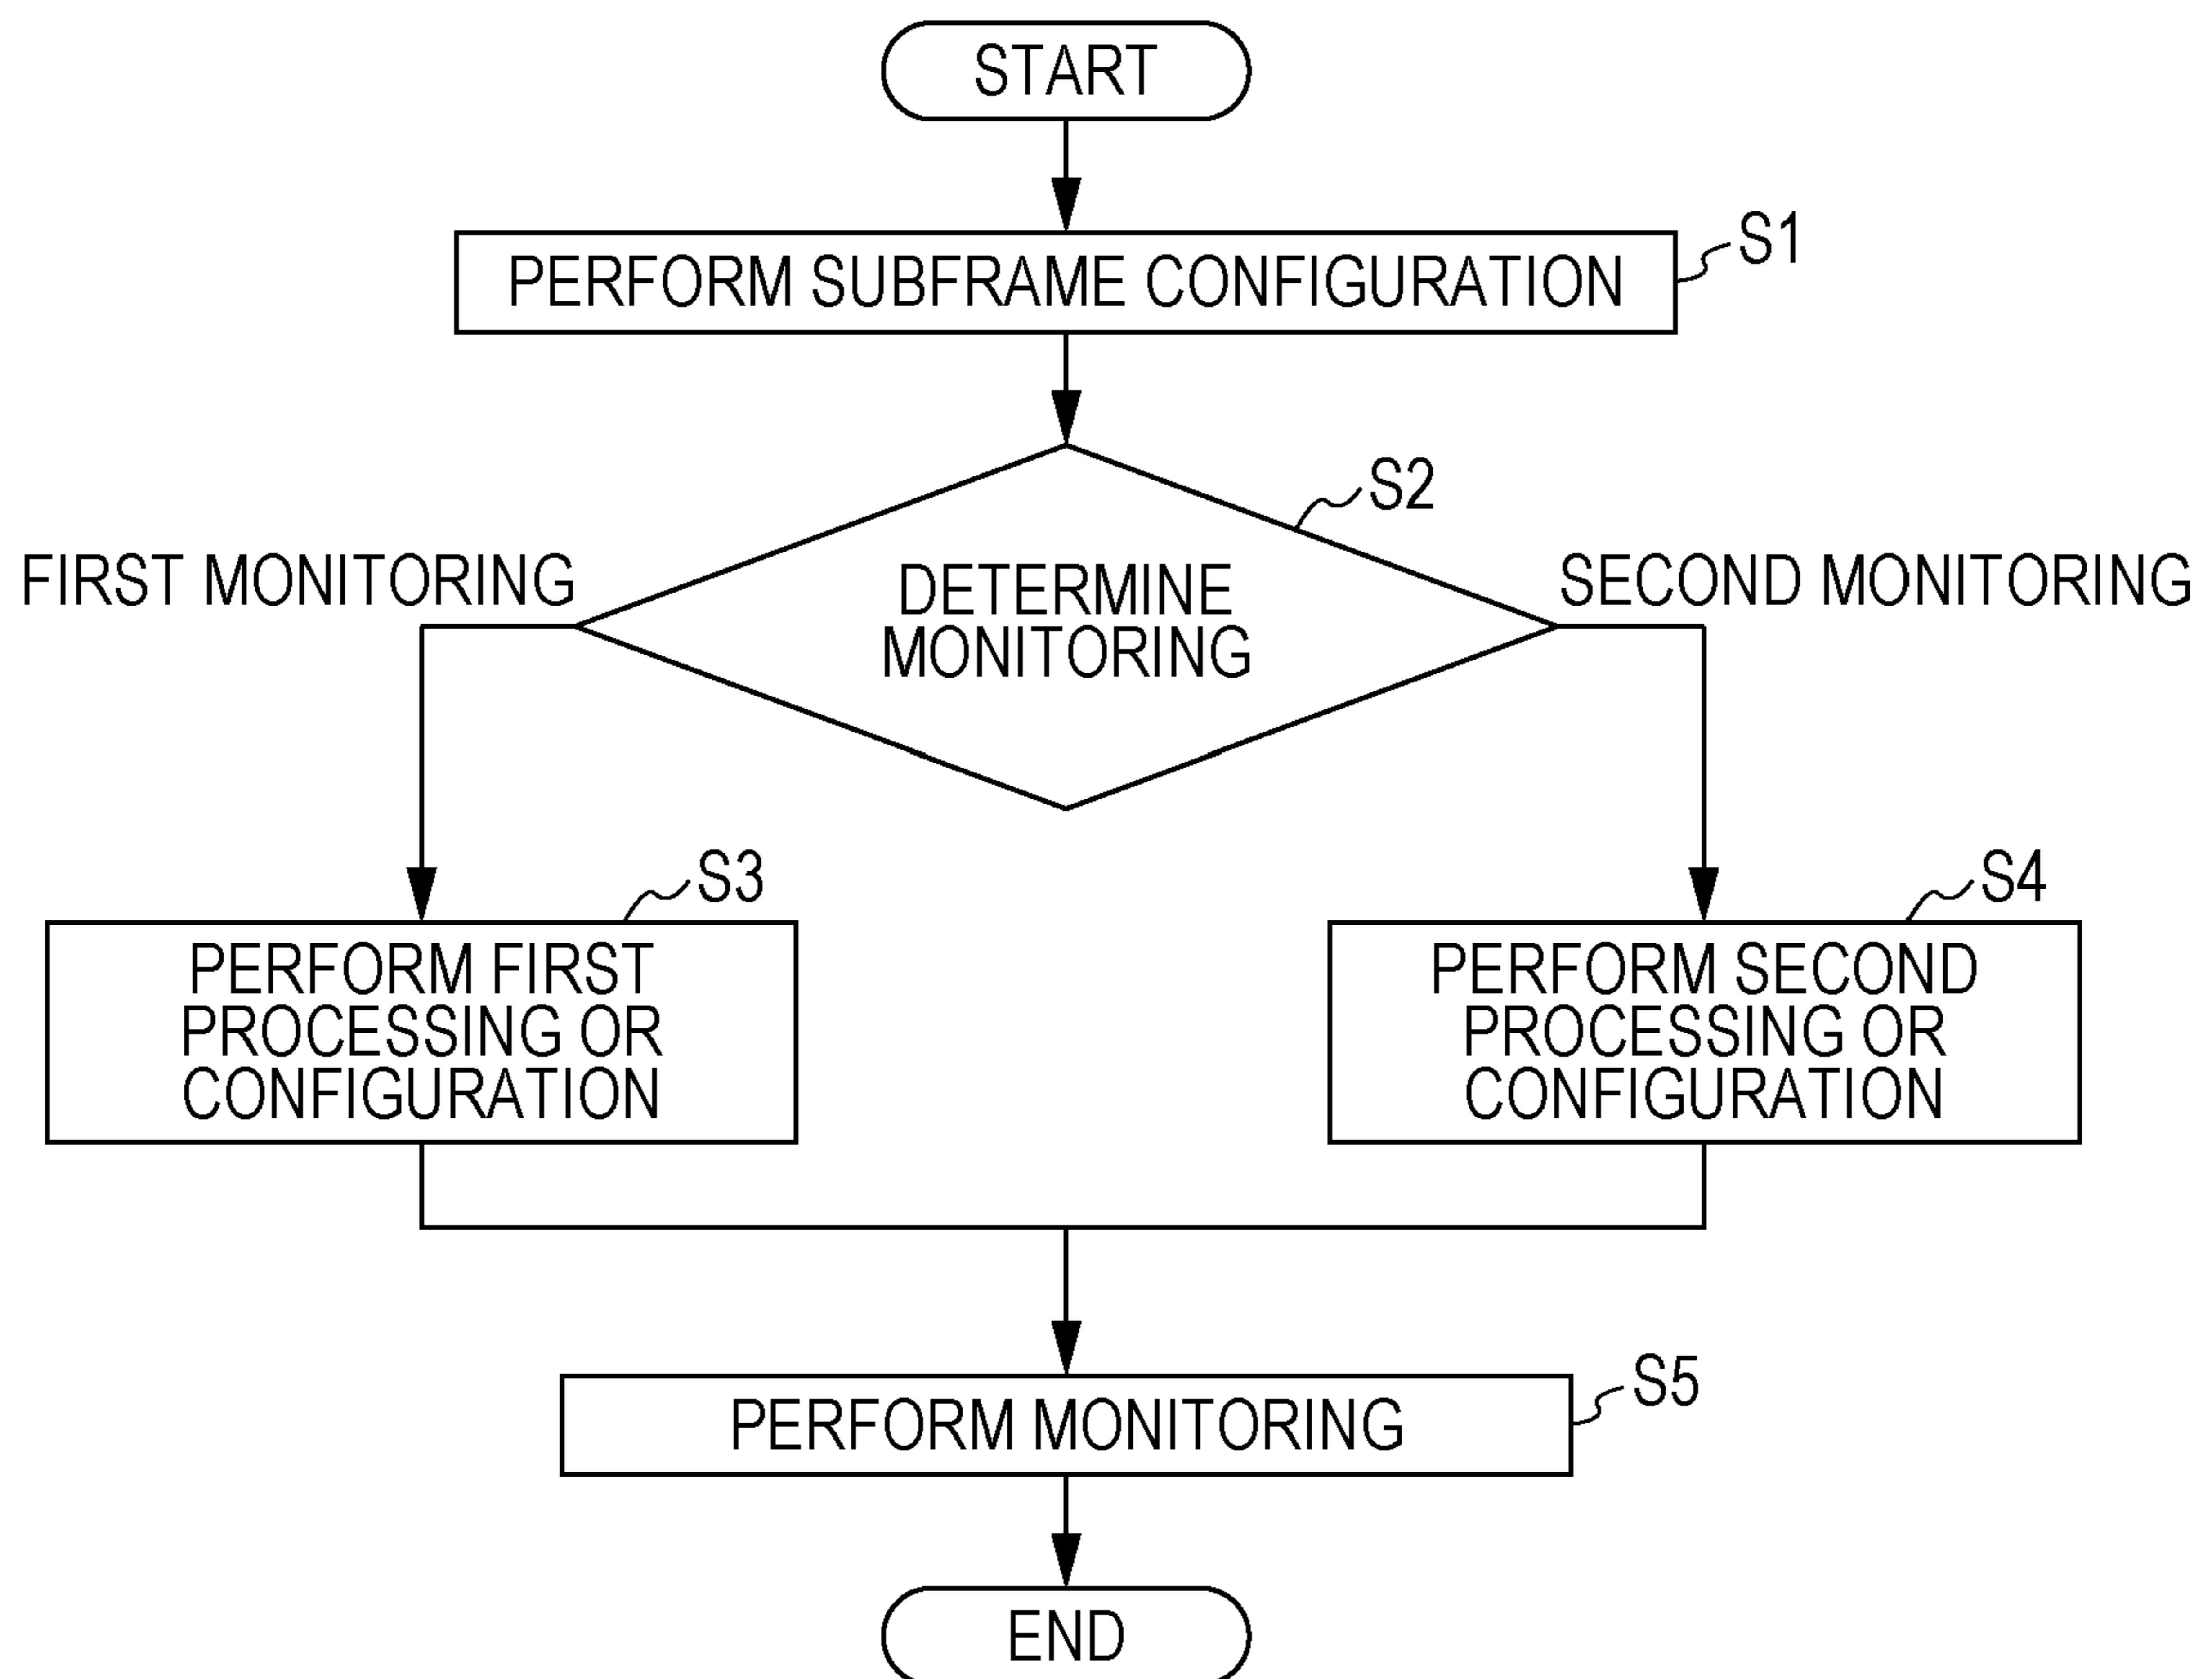 START
PERFORM SUBFRAME CONFIGURATION
S1
S2
FIRST MONITORING
DETERMINE
MONITORING
SECOND MONITORING
S3
S4
PERFORM FIRST
PROCESSING OR
CONFIGURATION
PERFORM SECOND
PROCESSING OR
CONFIGURATION
PERFORM MONITORING
S5
END